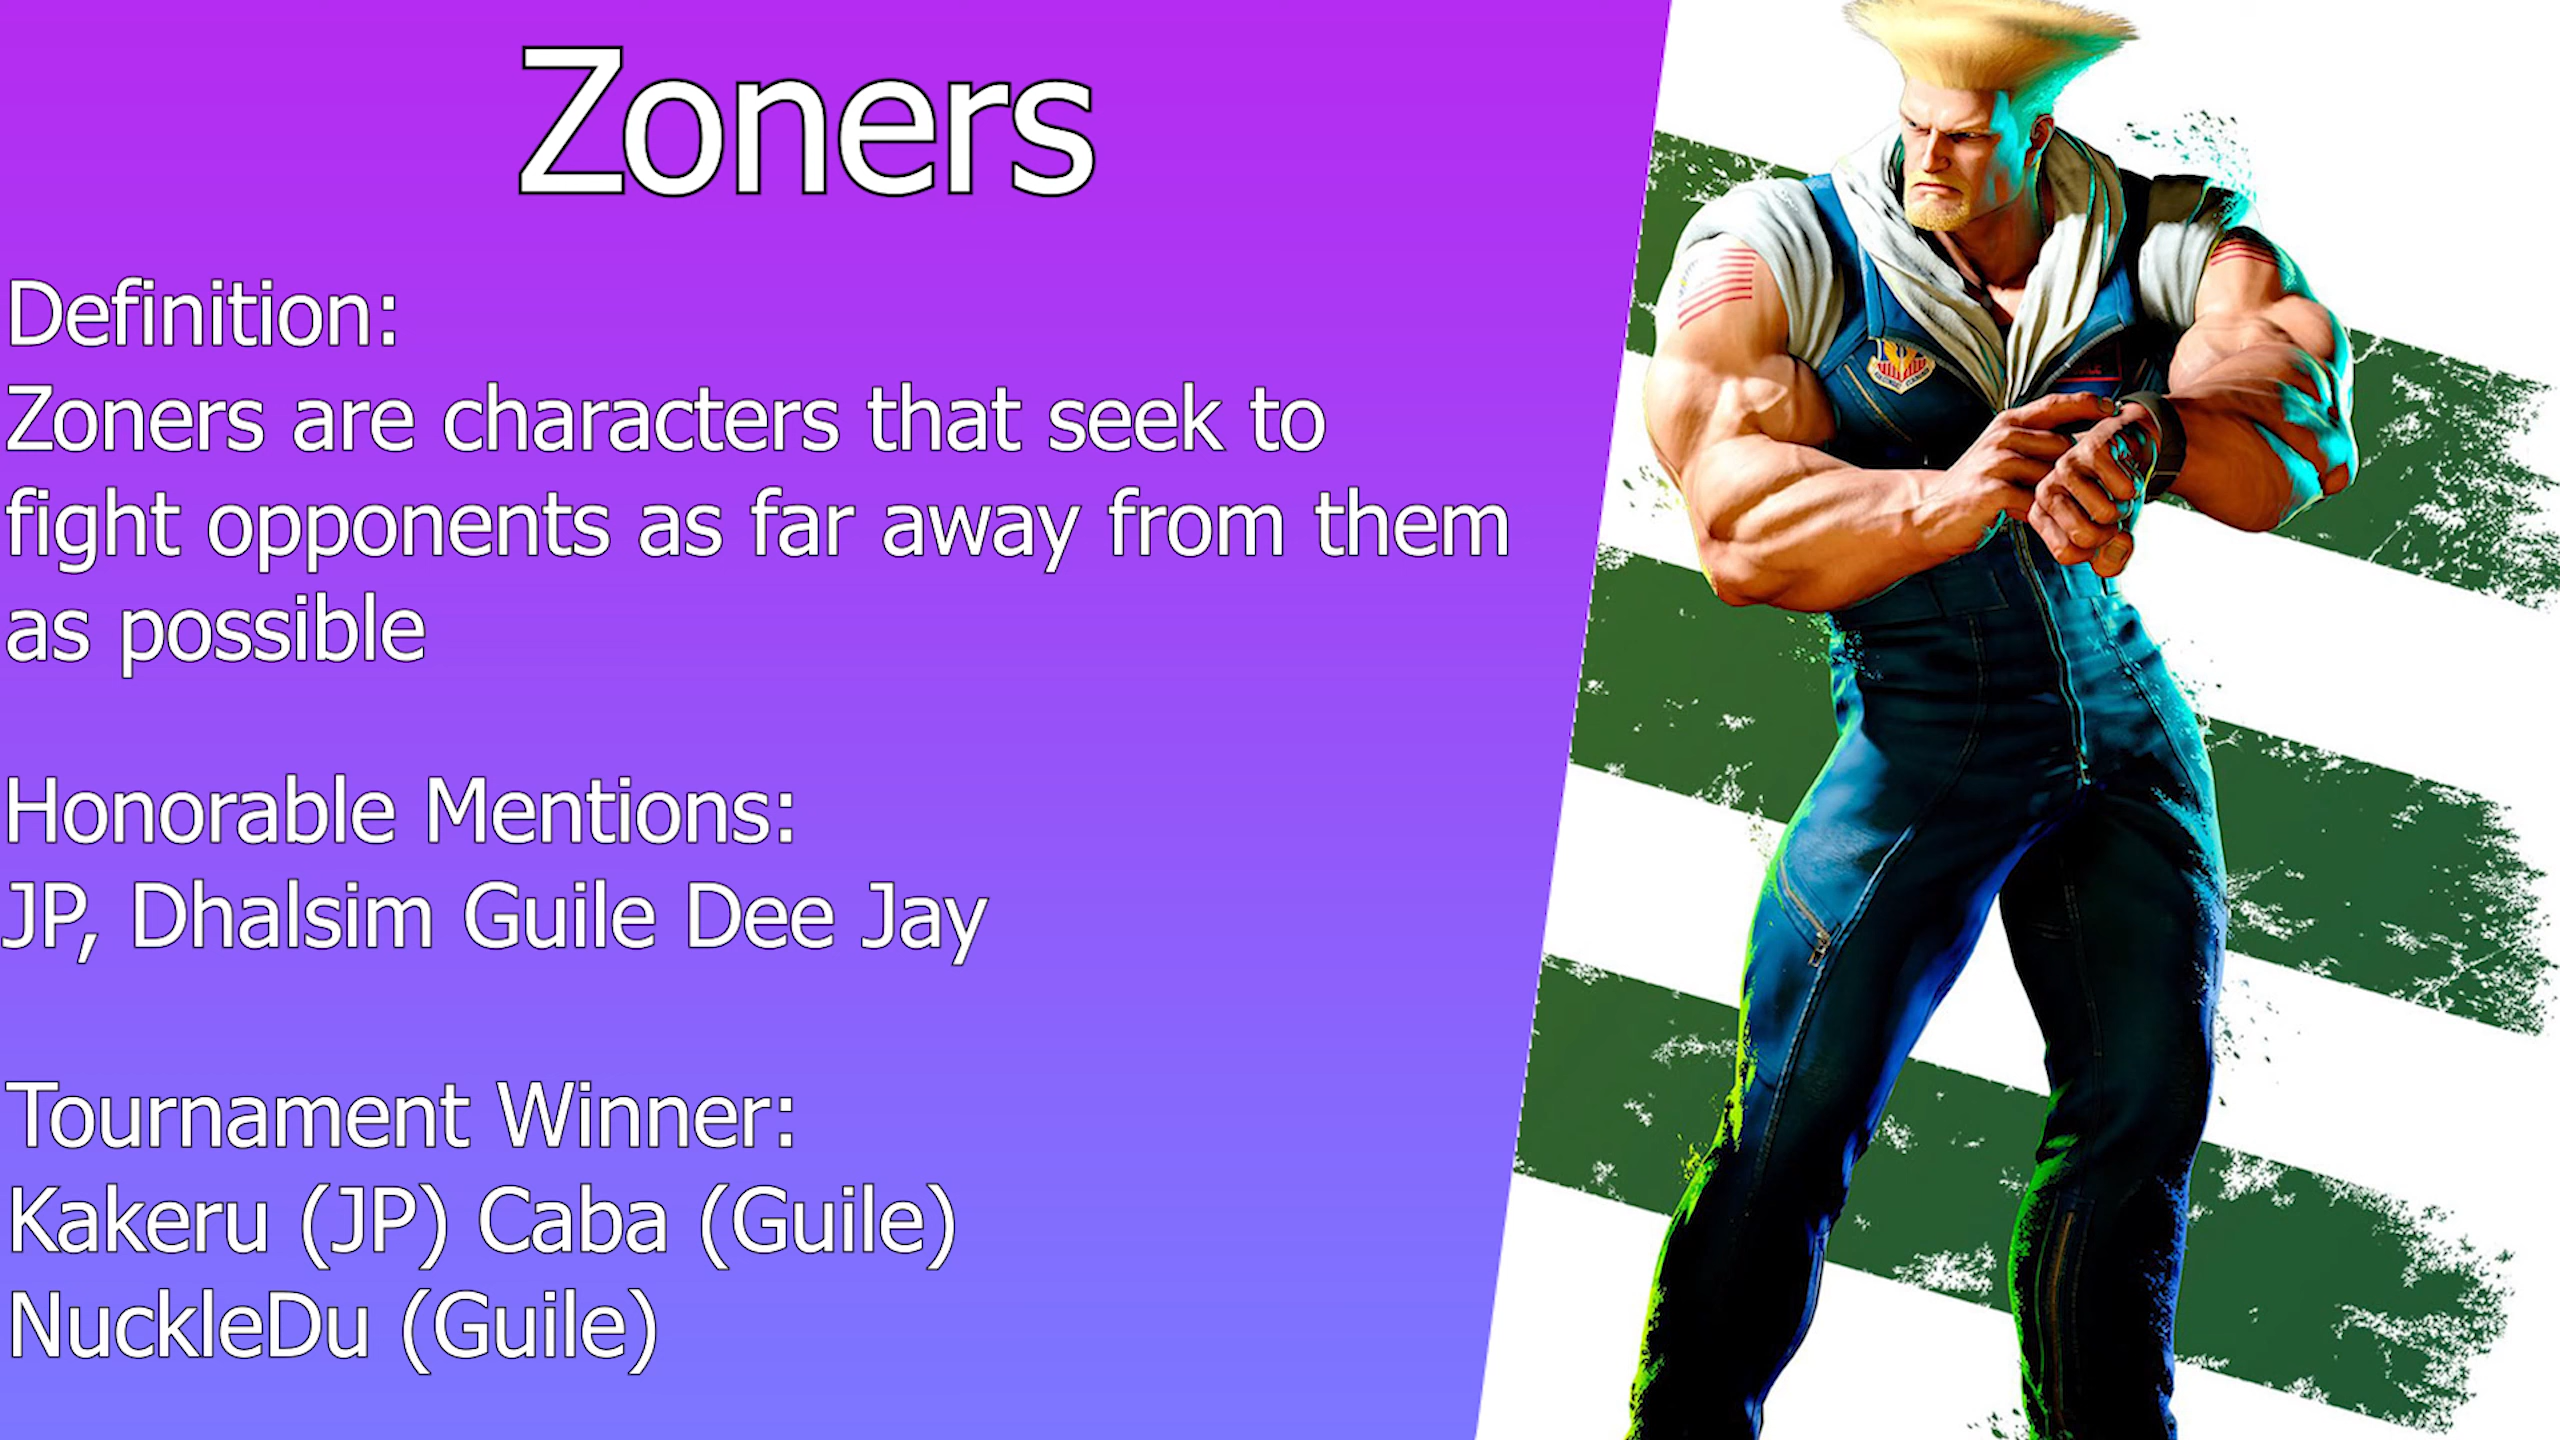 Zoners
Definition:
Zoners are characters that seek to
fight opponents as far away from them
as possible
Honorable Mentions:
JP, Dhalsim Guile Dee Jay
Tournament Winner:
Kakeru (JP) Caba (Guile)
NuckleDu (Guile)